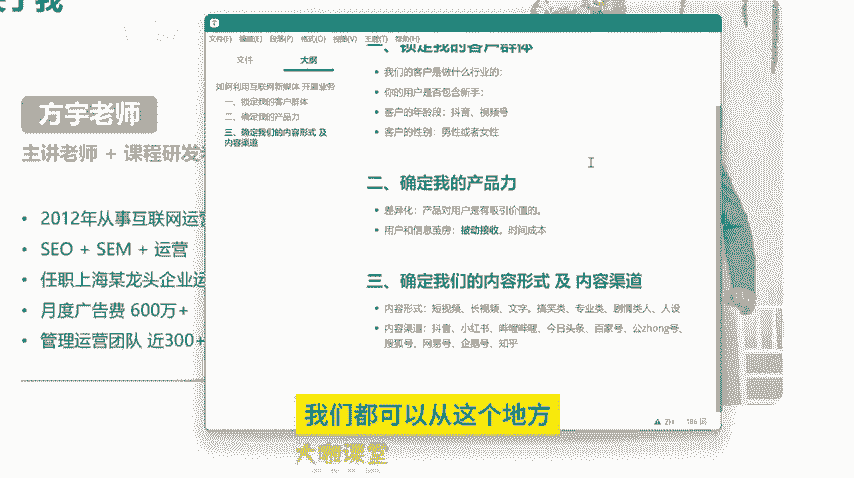 关于我
方宇老师
主讲老师 + 课程研发
2012年从事互联网运营
SEO + SEM + 运营
任职上海某龙头企业运
月度广告费 600万+
管理运营团队 近300+
文件(F) 编辑(E) 段落(P) 格式(O) 视图(V) 主题(T) 帮助(H)
文件 大纲
如何利用互联网新媒体 开展业务
一、锁定我的客户群体
二、确定我的产品力
三、确定我们的内容形式 及
内容渠道
一、锁定我的客户群体
我们的客户是做什么行业的：
你的用户是否包含新手：
客户的年龄段：抖音、视频号
客户的性别：男性或者女性
二、确定我的产品力
差异化：产品对用户是有吸引价值的。
用户和信息茧房：被动接收。时间成本
三、确定我们的内容形式 及 内容渠道
内容形式：短视频、长视频、文字。搞笑类、专业类、剧情类人、人设
内容渠道：抖音、小红书、哔哩哔哩、今日头条、百家号、公zhong号、
搜狐号、网易号、企鹅号、知乎
ZH 186 词
我们都可以从这个地方